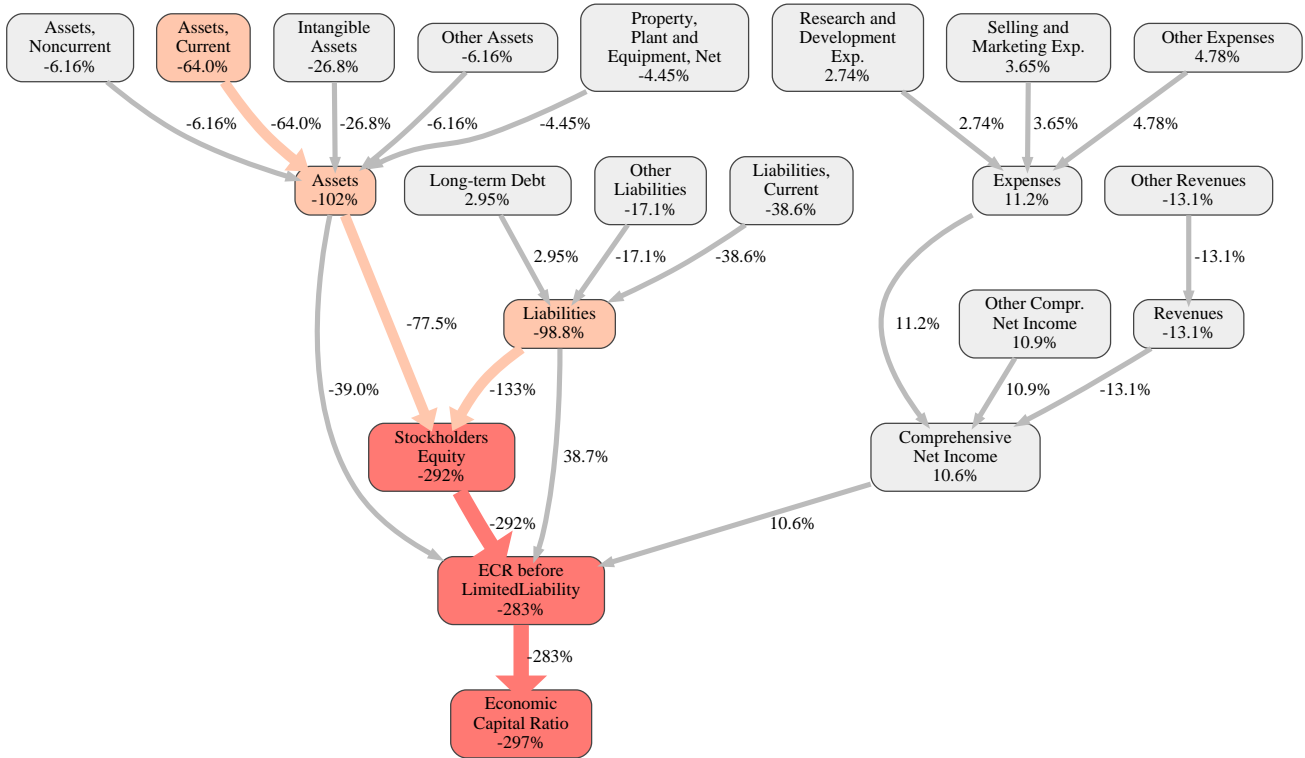 Assets,
Noncurrent
-6.16%
Assets,
Current
-64.0%
Intangible
Assets
-26.8%
Other Assets
-6.16%
Property,
Plant and
Equipment, Net
-4.45%
Research and
Development
Exp.
2.74%
Selling and
Marketing Exp.
3.65%
Other Expenses
4.78%
-6.16%
-64.0%
-26.8%
-6.16%
-4.45%
2.74%
3.65%
4.78%
Assets
-102%
Long-term Debt
2.95%
Other
Liabilities
-17.1%
Liabilities,
Current
-38.6%
Expenses
11.2%
Other Revenues
-13.1%
2.95%
-17.1%
-38.6%
-13.1%
Liabilities
-98.8%
Other Compr.
Net Income
10.9%
Revenues
-13.1%
-77.5%
11.2%
-39.0%
-133%
10.9%
-13.1%
Stockholders
Equity
-292%
38.7%
Comprehensive
Net Income
10.6%
-292%
10.6%
ECR before
LimitedLiability
-283%
-283%
Economic
Capital Ratio
-297%